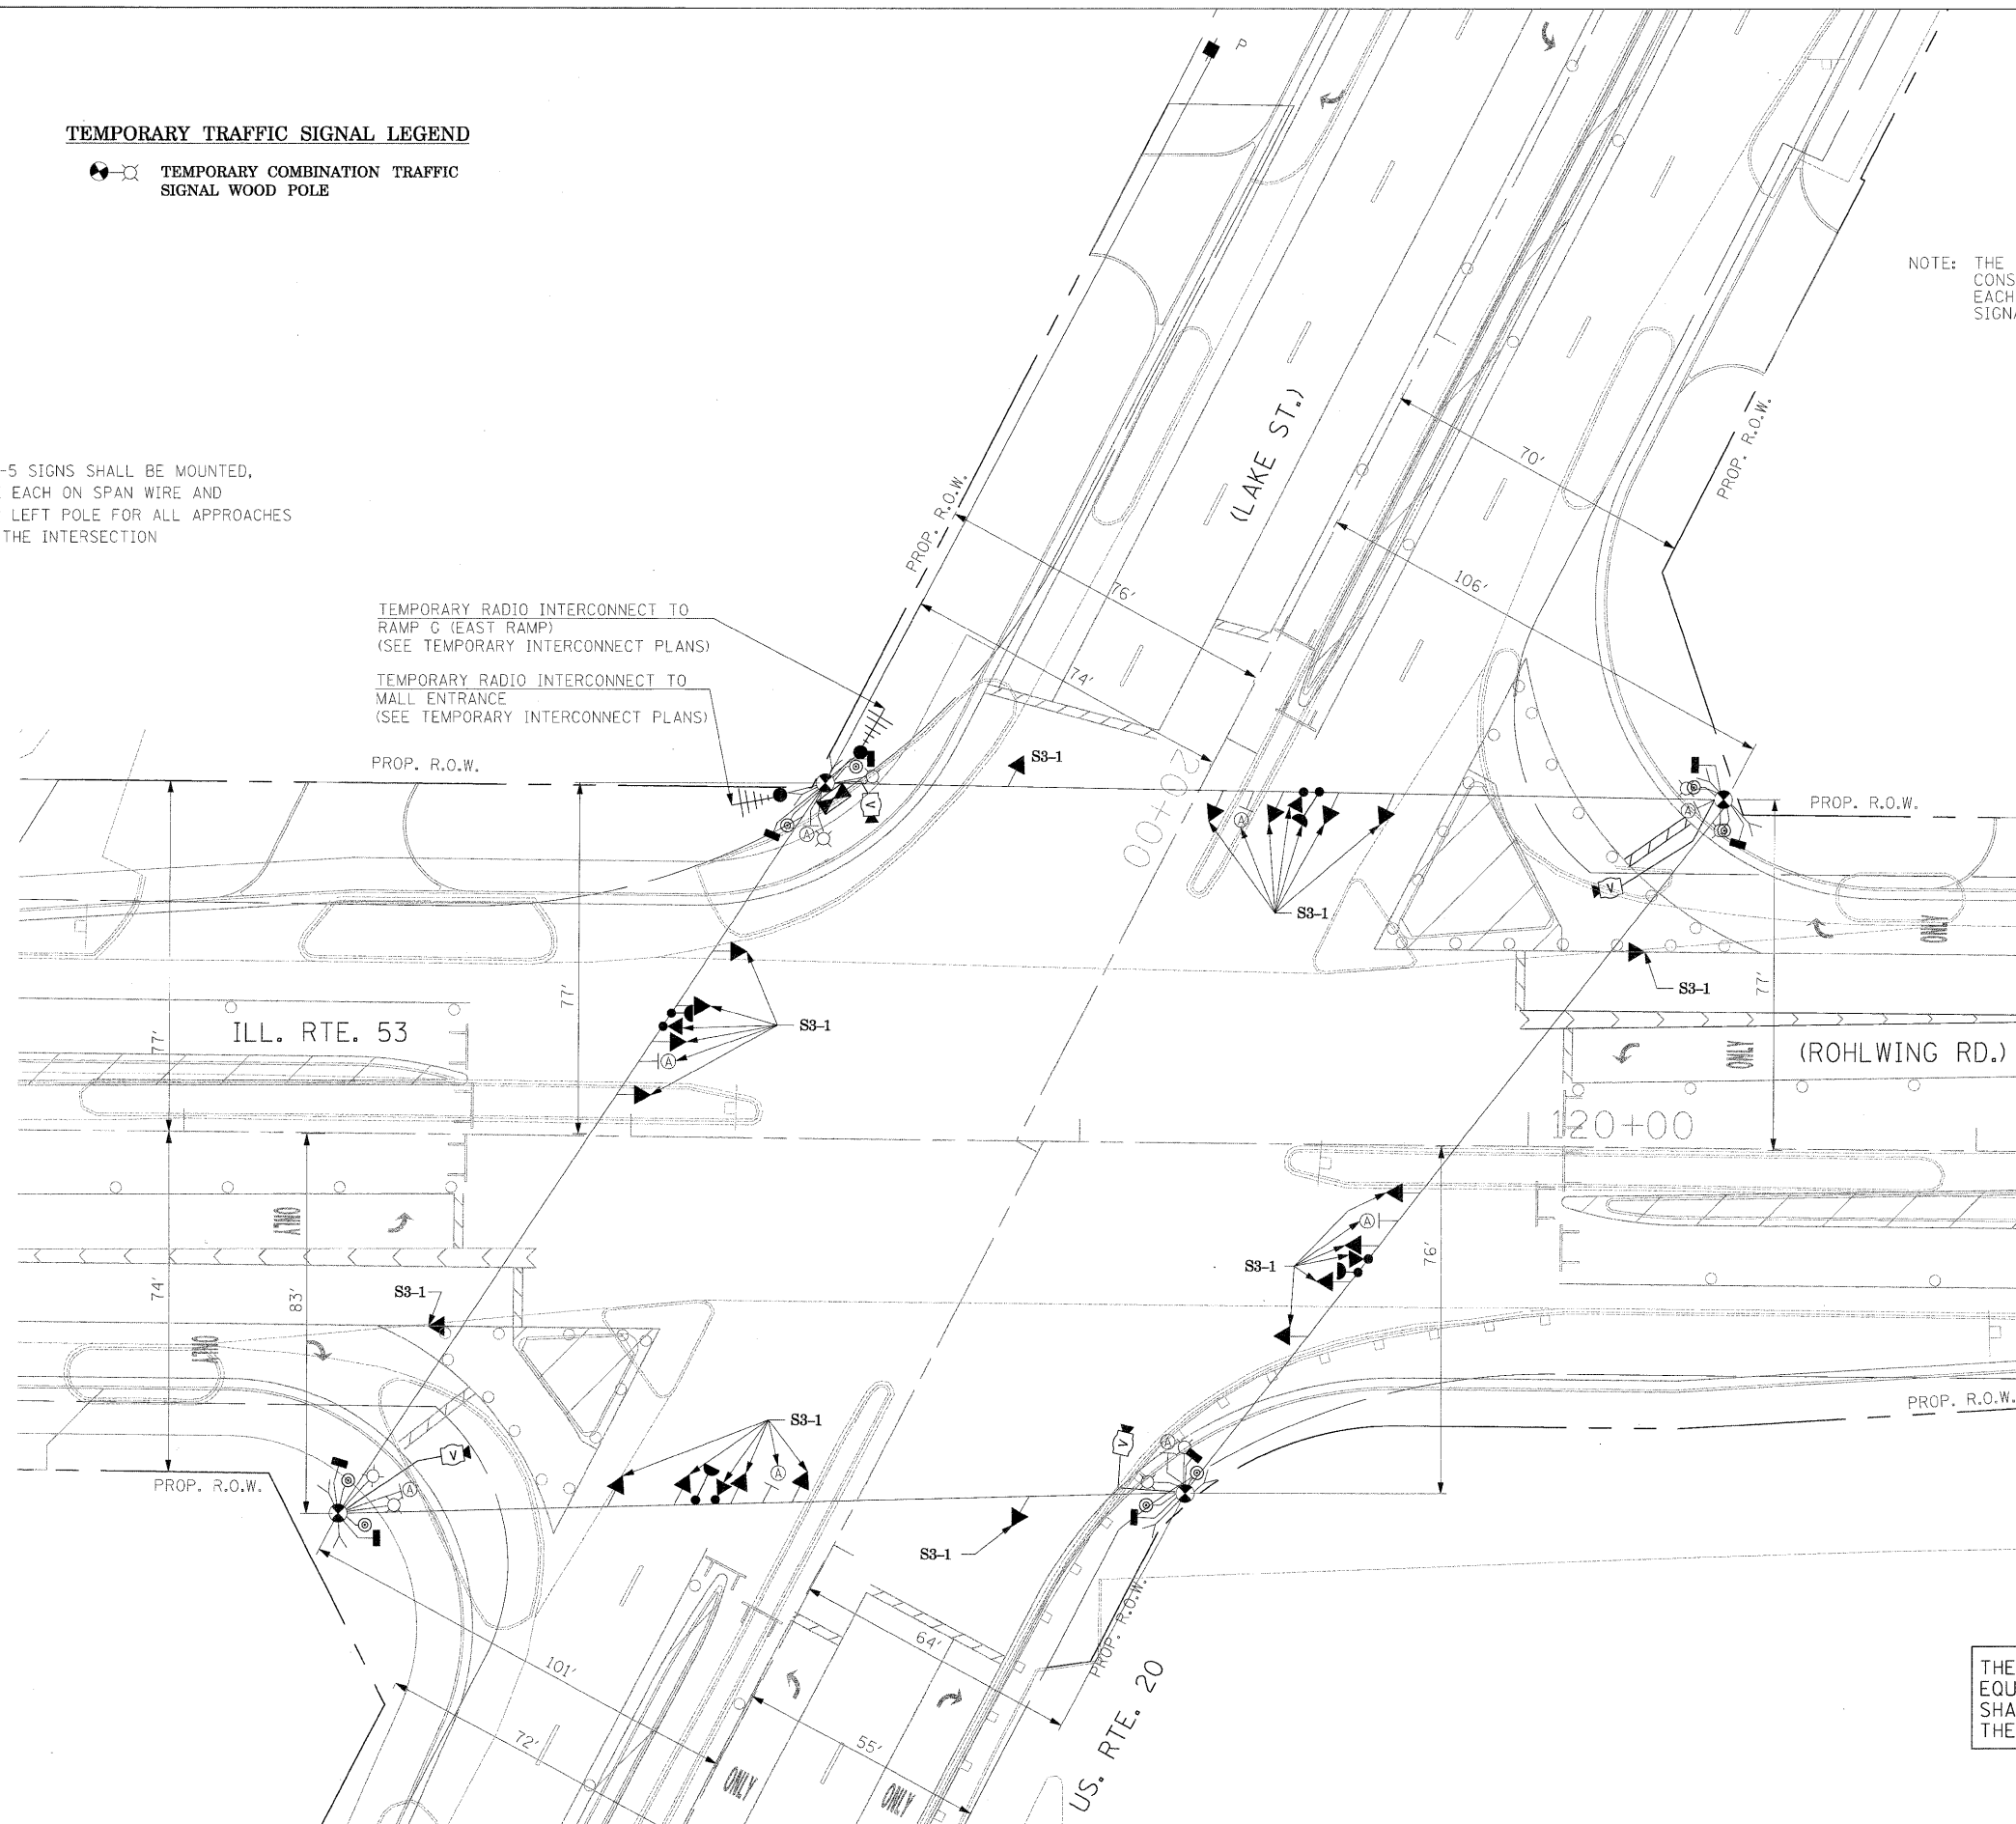 TEMPORARY TRAFFIC SIGNAL LEGEND
TEMPORARY COMBINATION TRAFFIC
SIGNAL WOOD POLE
P
NOTE: THE
CONS
EACH
SIGNA
-5 SIGNS SHALL BE MOUNTED,
EACH ON SPAN WIRE AND
LEFT POLE FOR ALL APPROACHES
THE INTERSECTION
TEMPORARY RADIO INTERCONNECT TO
RAMP G (EAST RAMP)
(SEE TEMPORARY INTERCONNECT PLANS)
TEMPORARY RADIO INTERCONNECT TO
MALL ENTRANCE
(SEE TEMPORARY INTERCONNECT PLANS)
PROP. R.O.W.
PROP. R.O.W.
(LAKE ST.)
PROP. R.O.W.
70'
106'
76'
74'
S3-1
20+00
PROP. R.O.W.
A
V
A
A
V
S3-1
ONLY
S3-1
77'
77'
77'
ILL. RTE. 53
S3-1
A
ONLY
(ROHLWING RD.)
120+00
ONLY
74'
83'
S3-1
ONLY
A
S3-1
76'
PROP. R.O.W.
PROP. R.O.W.
V
A
S3-1
A
V
A
S3-1
PROP. R.O.W.
64'
101'
72'
55'
ONLY
ONLY
US. RTE. 20
THE
EQU
SHA
THE